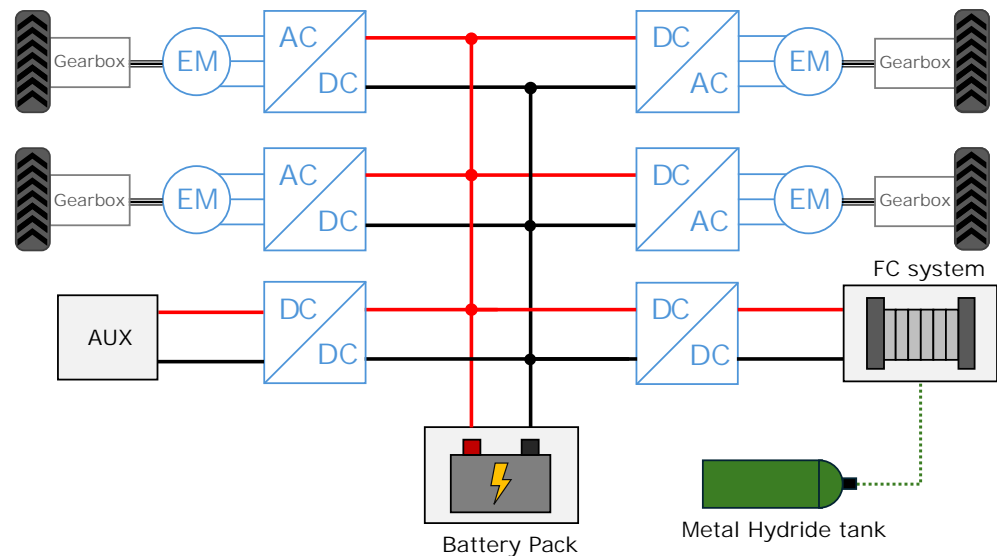 Gearbox
EM
AC
DC
DC
AC
EM
Gearbox
Gearbox
EM
AC
DC
DC
AC
EM
Gearbox
FC system
AUX
DC
DC
DC
DC
Metal Hydride tank
Battery Pack